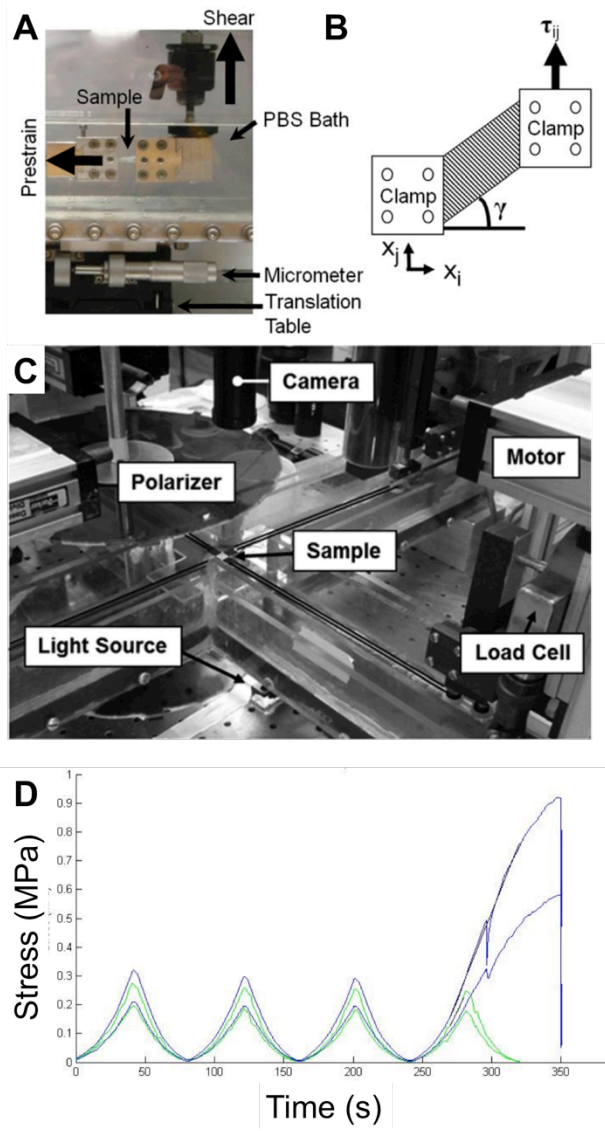 A
Shear
Sample
PBS Bath
Prestrain
Micrometer
Translation
Table
B
τij
Clamp
Clamp
γ
xj
xi
C
Camera
Polarizer
Motor
Sample
Light Source
Load Cell
D
Stress (MPa)
1
0.9
0.8
0.7
0.6
0.5
0.4
0.3
0.2
0.1
0
0 50 100 150 200 250 300 350
Time (s)